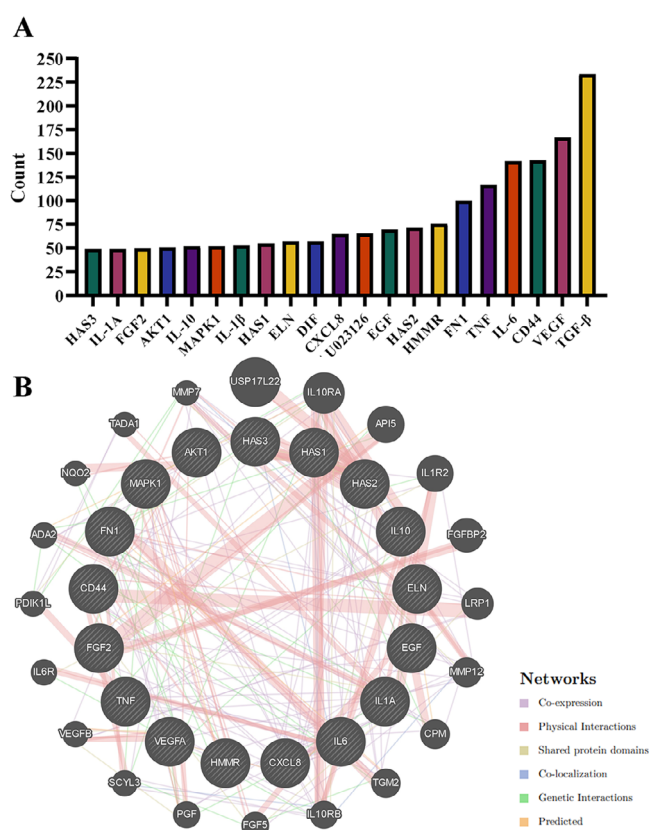 A
250
225
200
175
150
125
100
75
50
25
0
Count
HAS3
IL-1A
FGF2
AKT1
IL-10
MAPK1
IL-1β
HAS1
ELN
DIF
CXCL8
U023126
EGF
HAS2
HMMR
FN1
TNF
IL-6
CD44
VEGF
TGF-β
B
MMP7
USP17L22
IL10RA
TADA1
API5
AKT1
HAS3
HAS1
NQO2
MAPK1
HAS2
IL1R2
ADA2
FN1
IL10
FGFBP2
PDIK1L
CD44
ELN
LRP1
IL6R
FGF2
EGF
MMP12
VEGFB
TNF
IL1A
CPM
SCYL3
VEGFA
HMMR
CXCL8
IL6
TGM2
PGF
FGF5
IL10RB
Networks
Co-expression
Physical Interactions
Shared protein domains
Co-localization
Genetic Interactions
Predicted